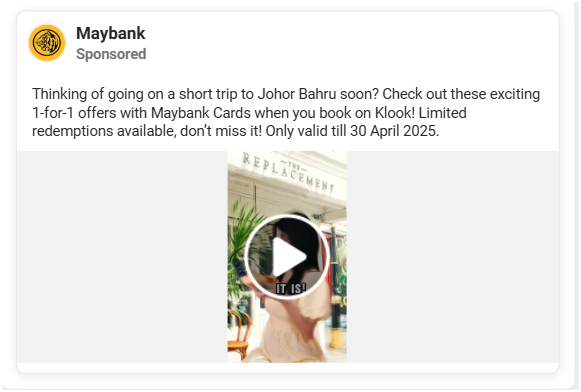 Maybank
Sponsored
Thinking of going on a short trip to Johor Bahru soon? Check out these exciting
1-for-1 offers with Maybank Cards when you book on Klook! Limited
redemptions available, don’t miss it! Only valid till 30 April 2025.
THE
REPLACEMENT
IT IS!